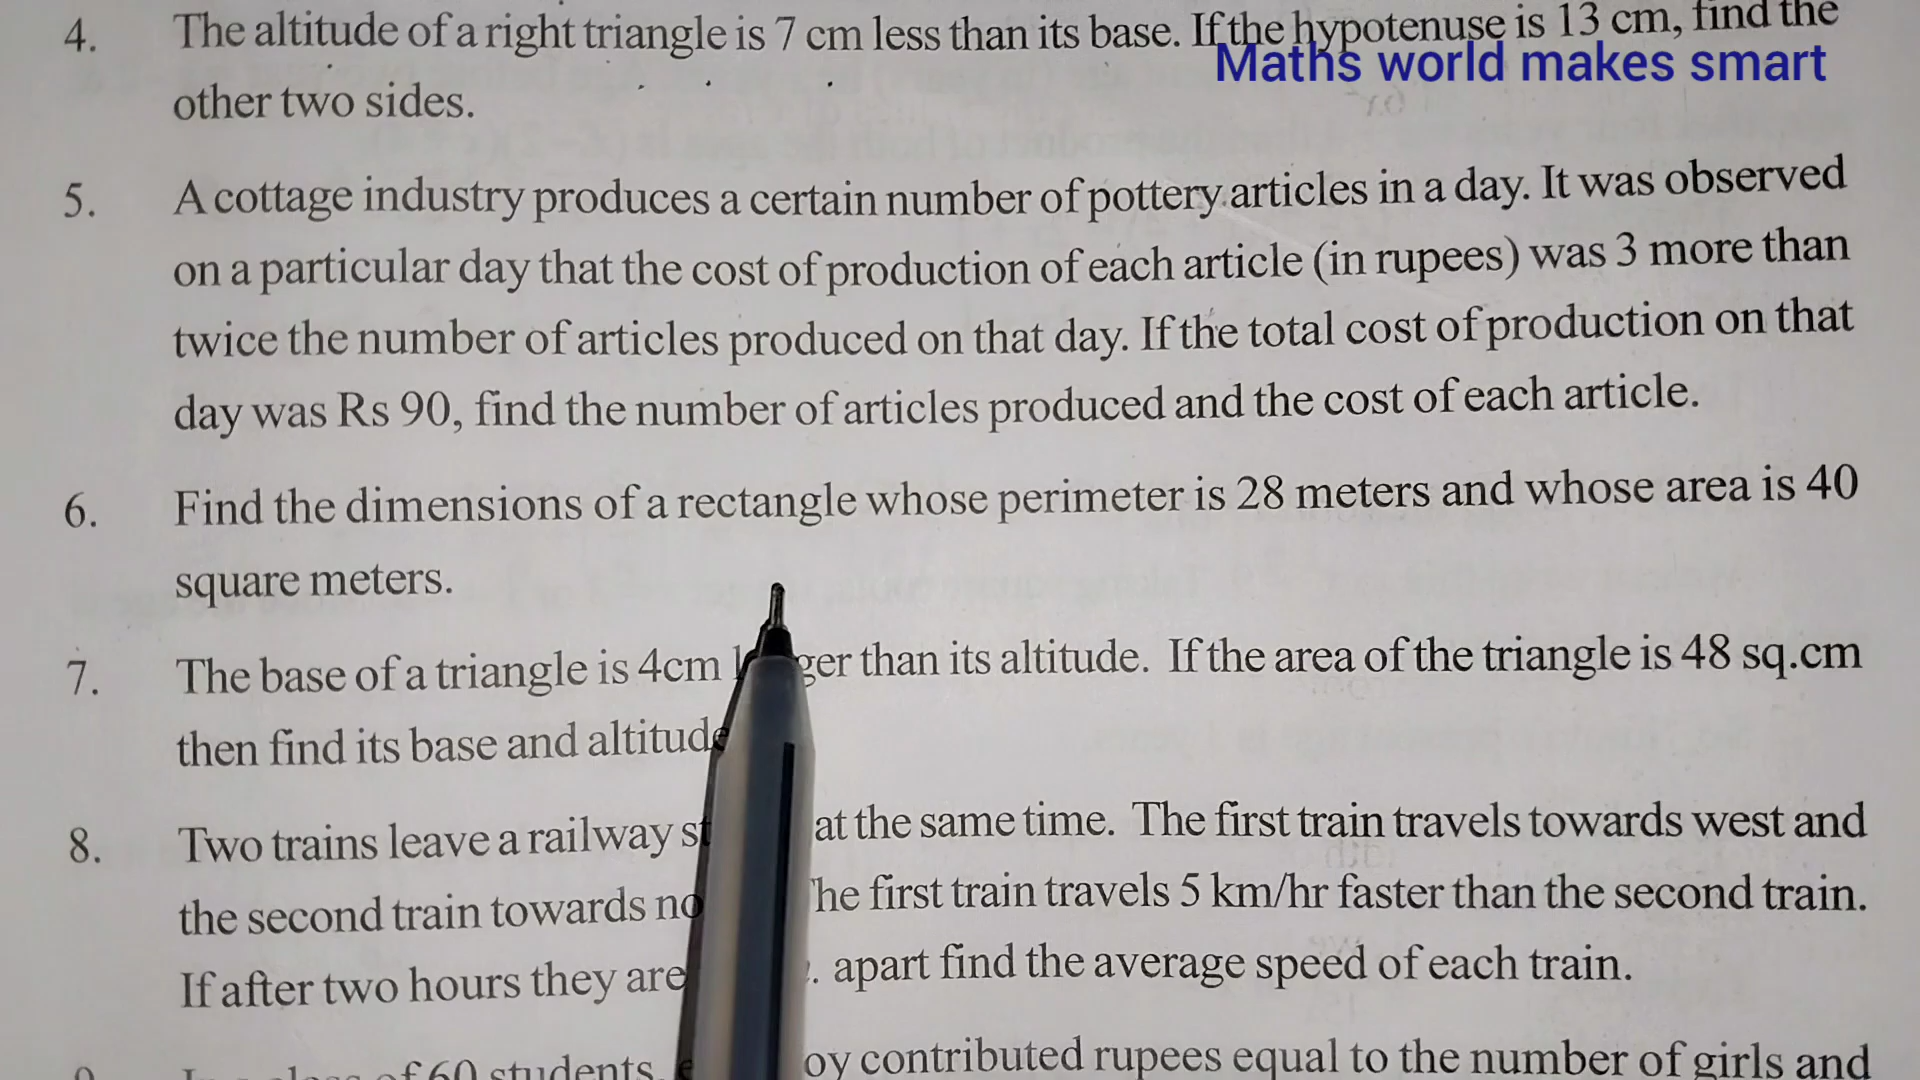 4. The altitude of a right triangle is 7 cm less than its base. If the hypotenuse is 13 cm, find the
Maths world makes smart
other two sides.
5. A cottage industry produces a certain number of pottery articles in a day. It was observed
on a particular day that the cost of production of each article (in rupees) was 3 more than
twice the number of articles produced on that day. If the total cost of production on that
day was Rs 90, find the number of articles produced and the cost of each article.
6. Find the dimensions of a rectangle whose perimeter is 28 meters and whose area is 40
square meters.
7. The base of a triangle is 4cm than its altitude. If the area of the triangle is 48 sq.cm
then find its base and altitude
8. Two trains leave a railway at the same time. The first train travels towards west and
the second train towards he first train travels 5 km/hr faster than the second train.
If after two hours they are . apart find the average speed of each train.
of 60 students, contributed rupees equal to the number of girls and